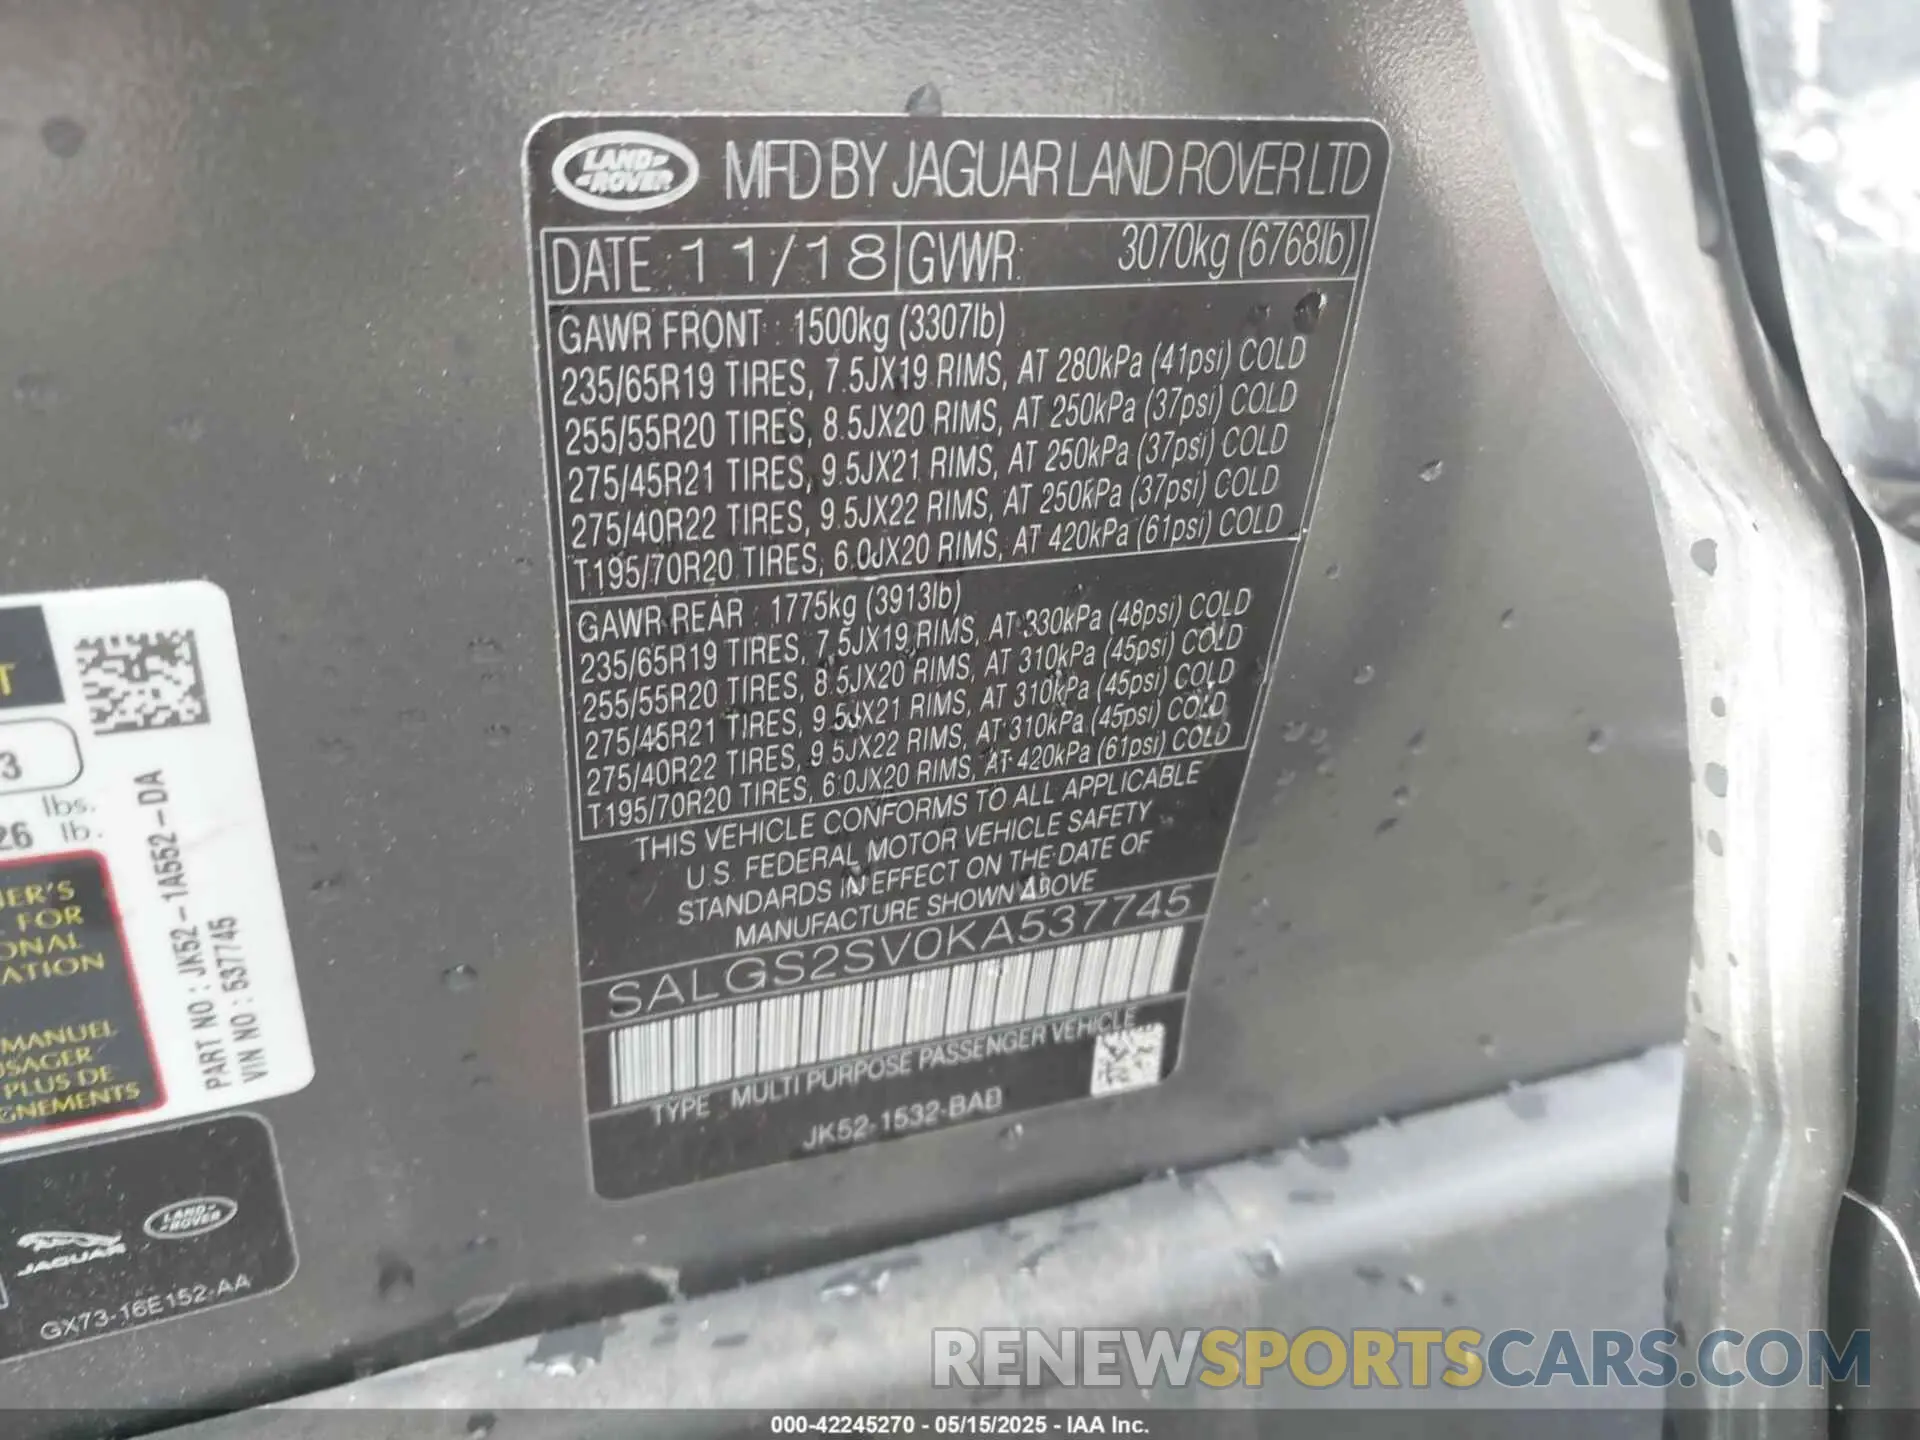 LAND ROVER
MFD BY JAGUAR LAND ROVER LTD
DATE : 11/18 GVWR: 3070kg (6768lb)
GAWR FRONT : 1500kg (3307lb)
235/65R19 TIRES, 7.5JX19 RIMS, AT 280kPa (41psi) COLD
255/55R20 TIRES, 8.5JX20 RIMS, AT 250kPa (37psi) COLD
275/45R21 TIRES, 9.5JX21 RIMS, AT 250kPa (37psi) COLD
275/40R22 TIRES, 9.5JX22 RIMS, AT 250kPa (37psi) COLD
T195/70R20 TIRES, 6.0JX20 RIMS, AT 420kPa (61psi) COLD
GAWR REAR : 1775kg (3913lb)
235/65R19 TIRES, 7.5JX19 RIMS, AT 330kPa (48psi) COLD
255/55R20 TIRES, 8.5JX20 RIMS, AT 310kPa (45psi) COLD
275/45R21 TIRES, 9.5JX21 RIMS, AT 310kPa (45psi) COLD
275/40R22 TIRES, 9.5JX22 RIMS, AT 310kPa (45psi) COLD
T195/70R20 TIRES, 6.0JX20 RIMS, AT 420kPa (61psi) COLD
THIS VEHICLE CONFORMS TO ALL APPLICABLE
U.S. FEDERAL MOTOR VEHICLE SAFETY
STANDARDS IN EFFECT ON THE DATE OF
MANUFACTURE SHOWN ABOVE
SALGS2SV0KA537745
TYPE : MULTI PURPOSE PASSENGER VEHICLE
JK52-1532-BAD
T
3
lbs.
26 lb.
NER'S
L FOR
ONAL
ATION
MANUEL
USAGER
PLUS DE
GNEMENTS
PART NO : JK52-1A552-DA
VIN NO : 537745
JAGUAR
LAND ROVER
GX73-16E152-AA
RENEWSPORTSCARS.COM
000-42245270 - 05/15/2025 - IAA Inc.